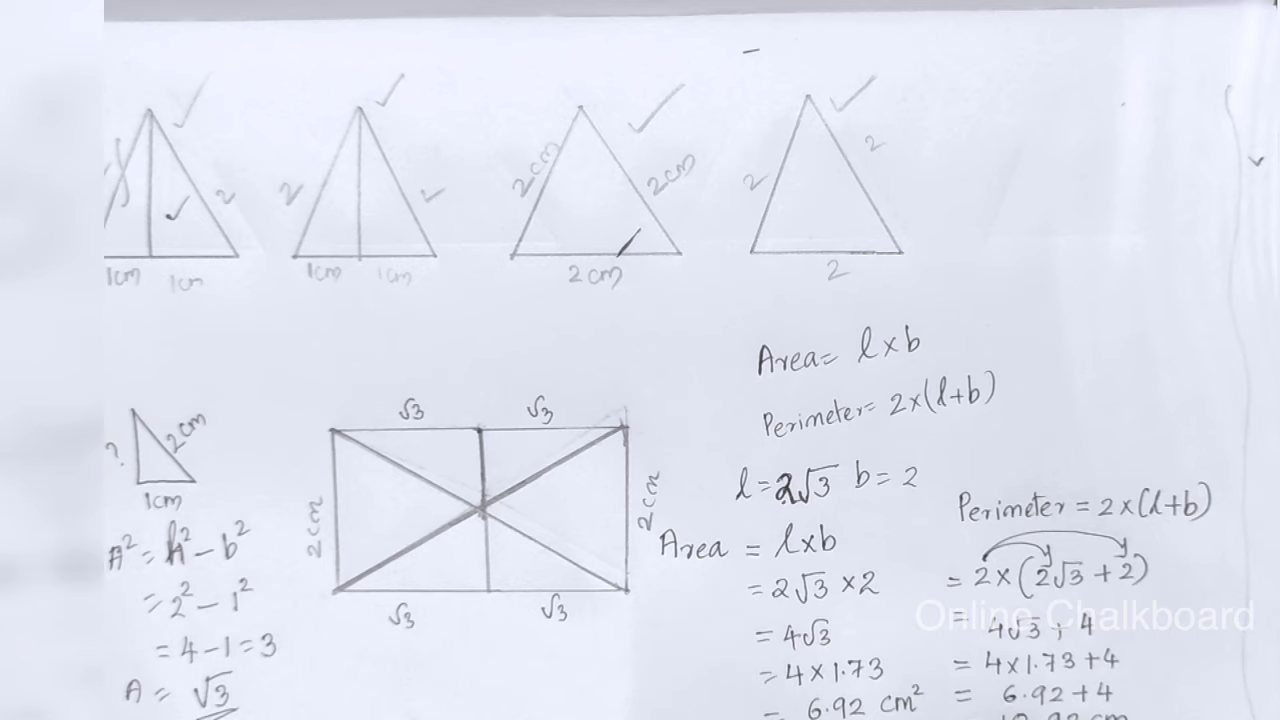 2 2 ✓ 2cm 2cm 2 2
1cm 1cm 1cm 1cm 2cm 2
Area= l×b
Perimeter= 2×(l+b)
l=2√3 b=2
√3 √3
2cm 2cm
√3 √3
? 2cm
1cm
A² = h² - b²
= 2² - 1²
= 4-1=3
A = √3
Area = l×b
= 2√3 ×2
= 4√3
= 4×1.73
= 6.92 cm²
Perimeter = 2×(l+b)
= 2×(2√3 + 2)
= 4√3 + 4
= 4×1.73+4
= 6.92+4
Online Chalkboard